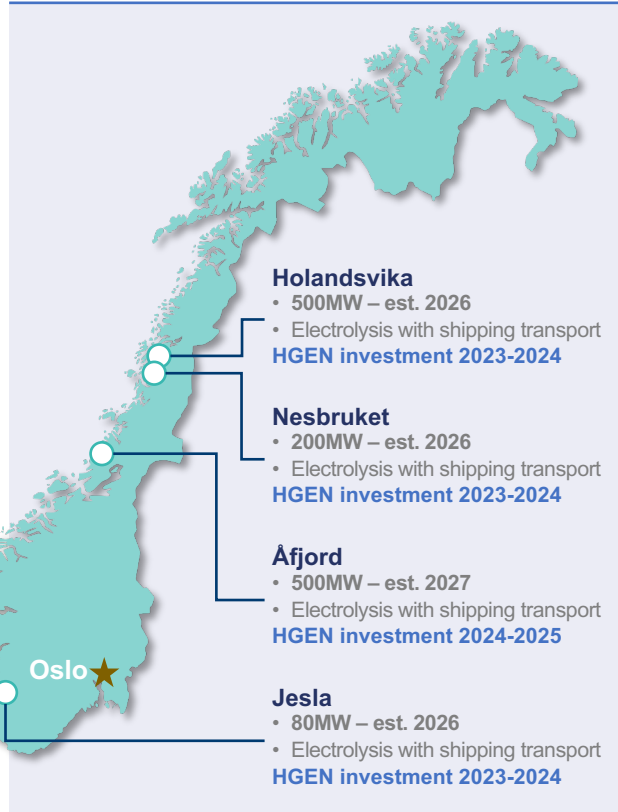 Holandsvika
• 500MW – est. 2026
• Electrolysis with shipping transport
HGEN investment 2023-2024
Nesbruket
• 200MW – est. 2026
• Electrolysis with shipping transport
HGEN investment 2023-2024
Åfjord
• 500MW – est. 2027
• Electrolysis with shipping transport
HGEN investment 2024-2025
Oslo
Jesla
• 80MW – est. 2026
• Electrolysis with shipping transport
HGEN investment 2023-2024